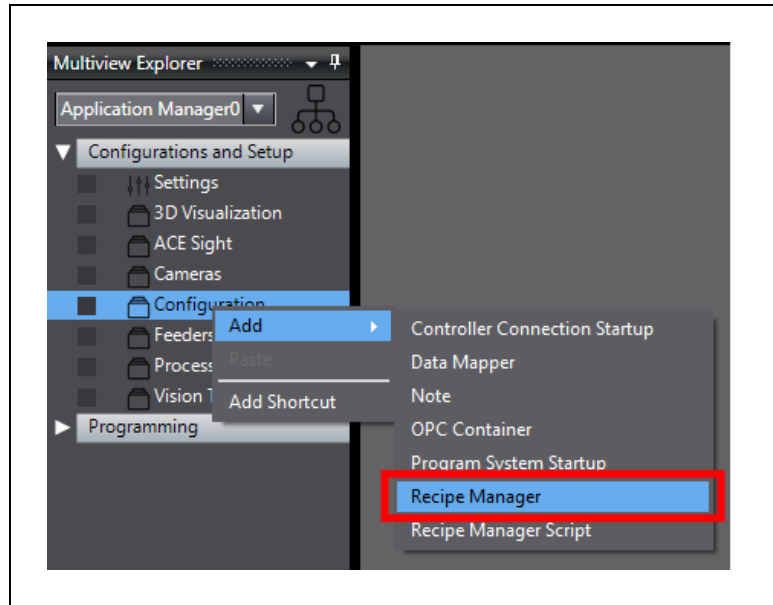 Multiview Explorer
Application Manager0
Configurations and Setup
Settings
3D Visualization
ACE Sight
Cameras
Configuration
Add
Controller Connection Startup
Feeders
Paste
Data Mapper
Process
Note
Vision T
Add Shortcut
OPC Container
Programming
Program System Startup
Recipe Manager
Recipe Manager Script